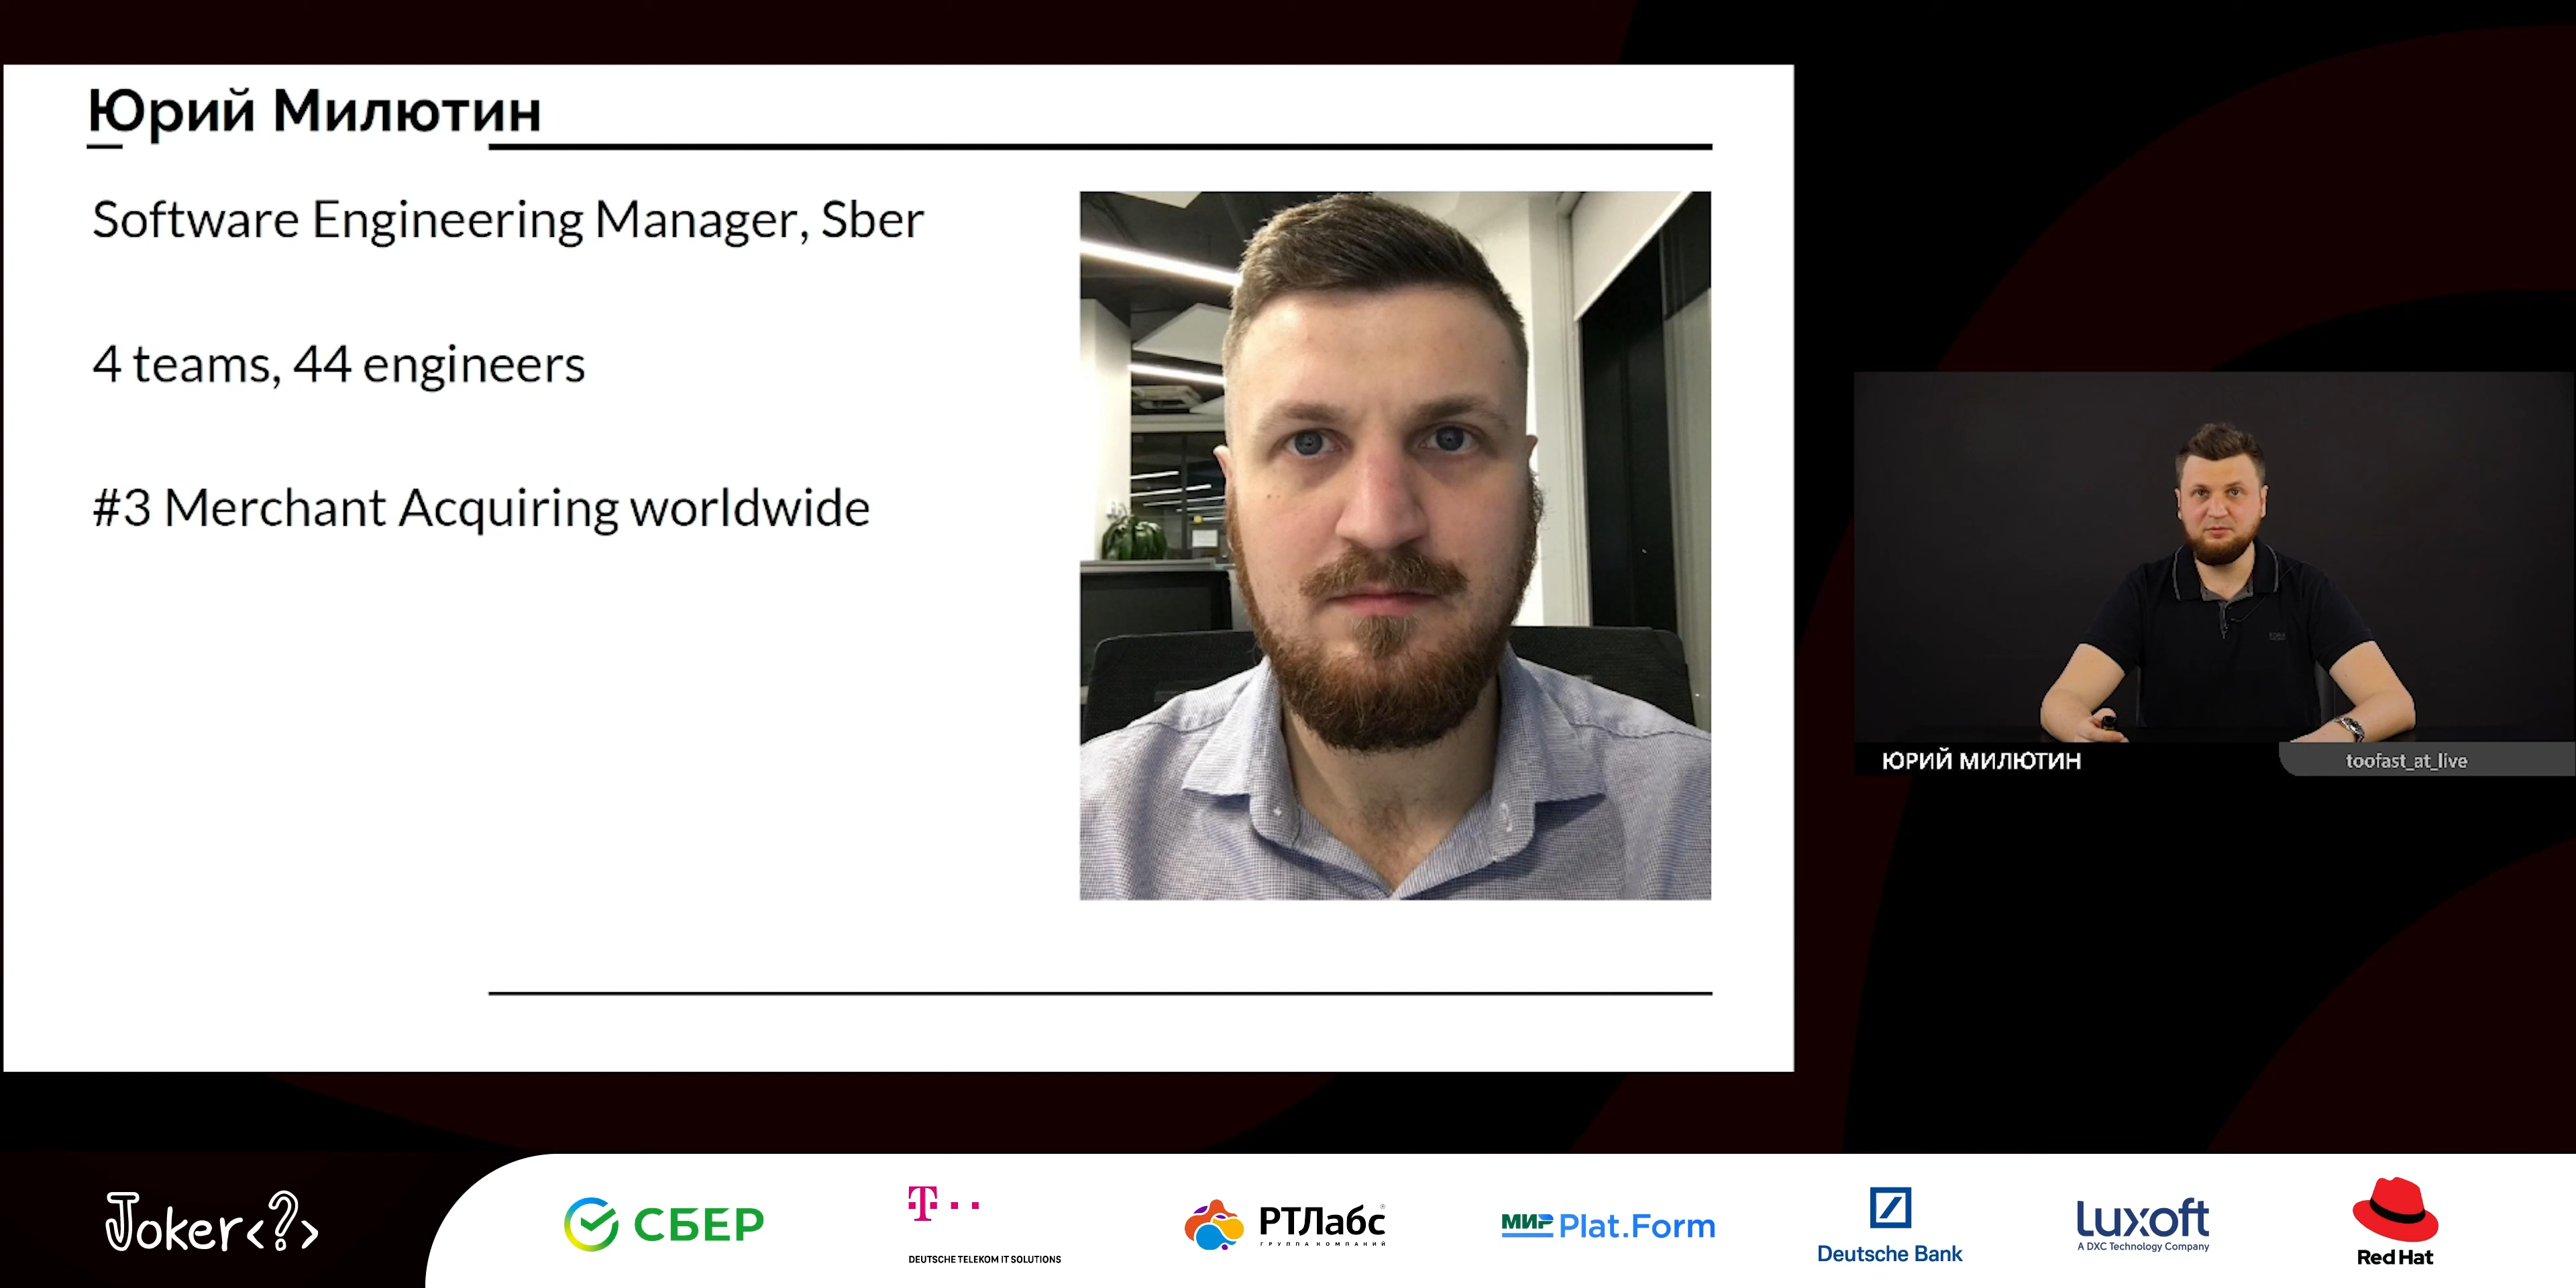 Юрий Милютин
Software Engineering Manager, Sber
4 teams, 44 engineers
#3 Merchant Acquiring worldwide
ЮРИЙ МИЛЮТИН
toofast_at_live
Joker<?>
СБЕР
T
DEUTSCHE TELEKOM IT SOLUTIONS
РТЛабс
ГРУППА КОМПАНИЙ
МИР Plat.Form
Deutsche Bank
Luxoft
A DXC Technology Company
Red Hat